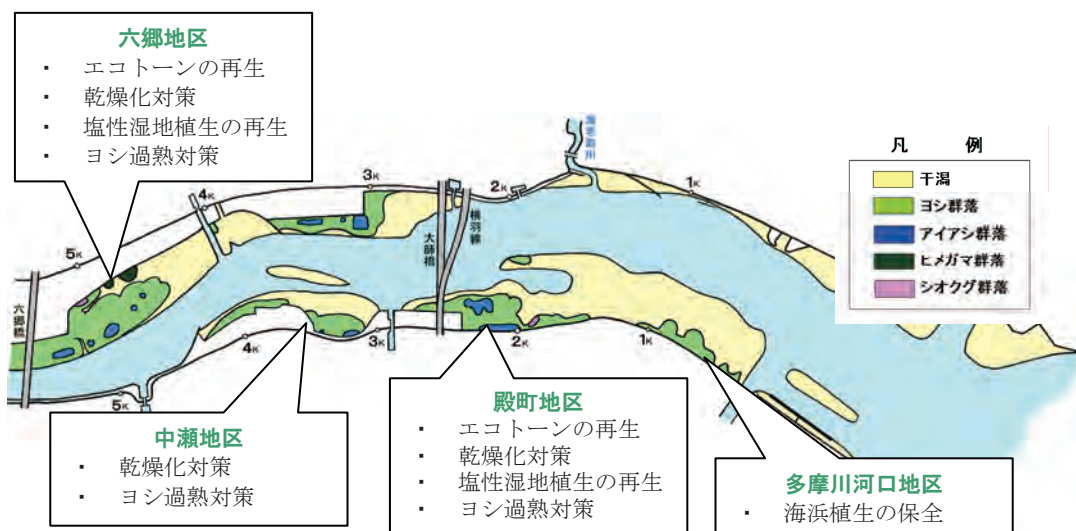 六郷地区
・ エコトーンの再生
・ 乾燥化対策
・ 塩性湿地植生の再生
・ ヨシ過熟対策
海老取川
凡 例
干潟
ヨシ群落
アイアシ群落
ヒメガマ群落
シオクグ群落
5K
4K
3K
2K
1K
六郷橋
大師橋
横羽線
5K
4K
3K
2K
1K
中瀬地区
・ 乾燥化対策
・ ヨシ過熟対策
殿町地区
・ エコトーンの再生
・ 乾燥化対策
・ 塩性湿地植生の再生
・ ヨシ過熟対策
多摩川河口地区
・ 海浜植生の保全